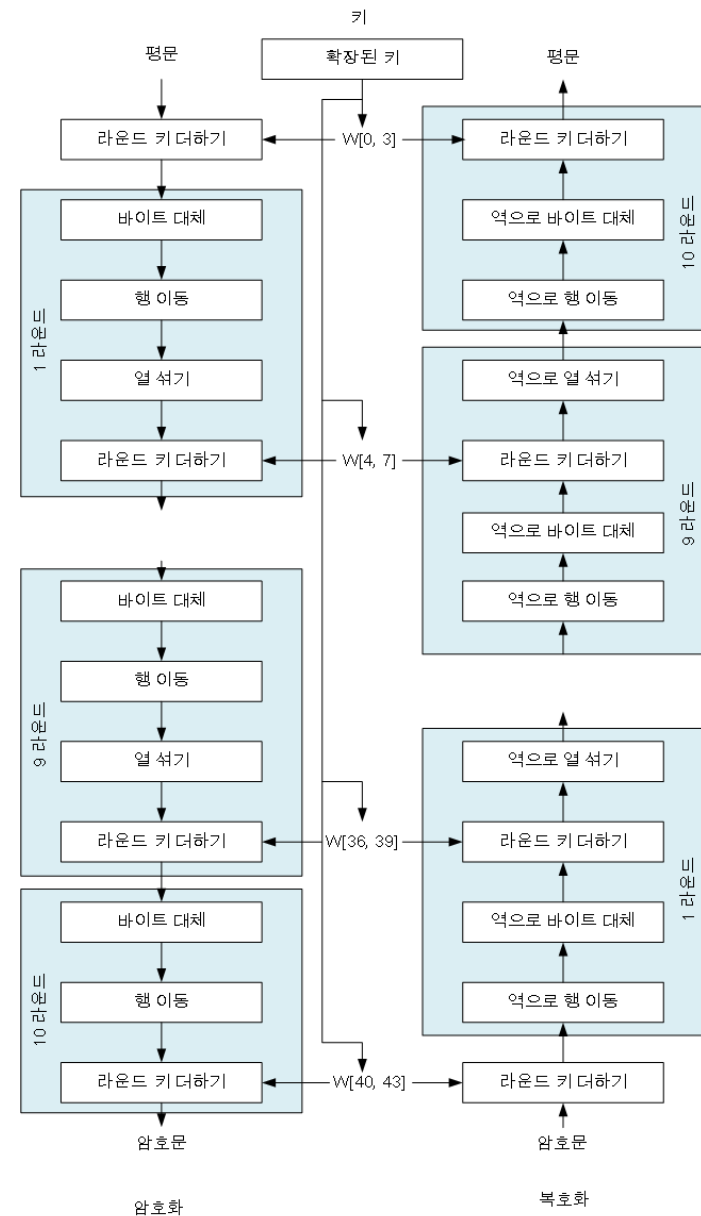 키
평문
확장된 키
평문
라운드 키 더하기
W[0, 3]
라운드 키 더하기
바이트 대체
역으로 바이트 대체
10 라운드
행 이동
역으로 행 이동
1 라운드
열 섞기
역으로 열 섞기
라운드 키 더하기
W[4, 7]
라운드 키 더하기
9 라운드
역으로 바이트 대체
바이트 대체
역으로 행 이동
행 이동
9 라운드
열 섞기
역으로 열 섞기
라운드 키 더하기
W[36, 39]
라운드 키 더하기
1 라운드
바이트 대체
역으로 바이트 대체
10 라운드
행 이동
역으로 행 이동
라운드 키 더하기
W[40, 43]
라운드 키 더하기
암호문
암호문
암호화
복호화